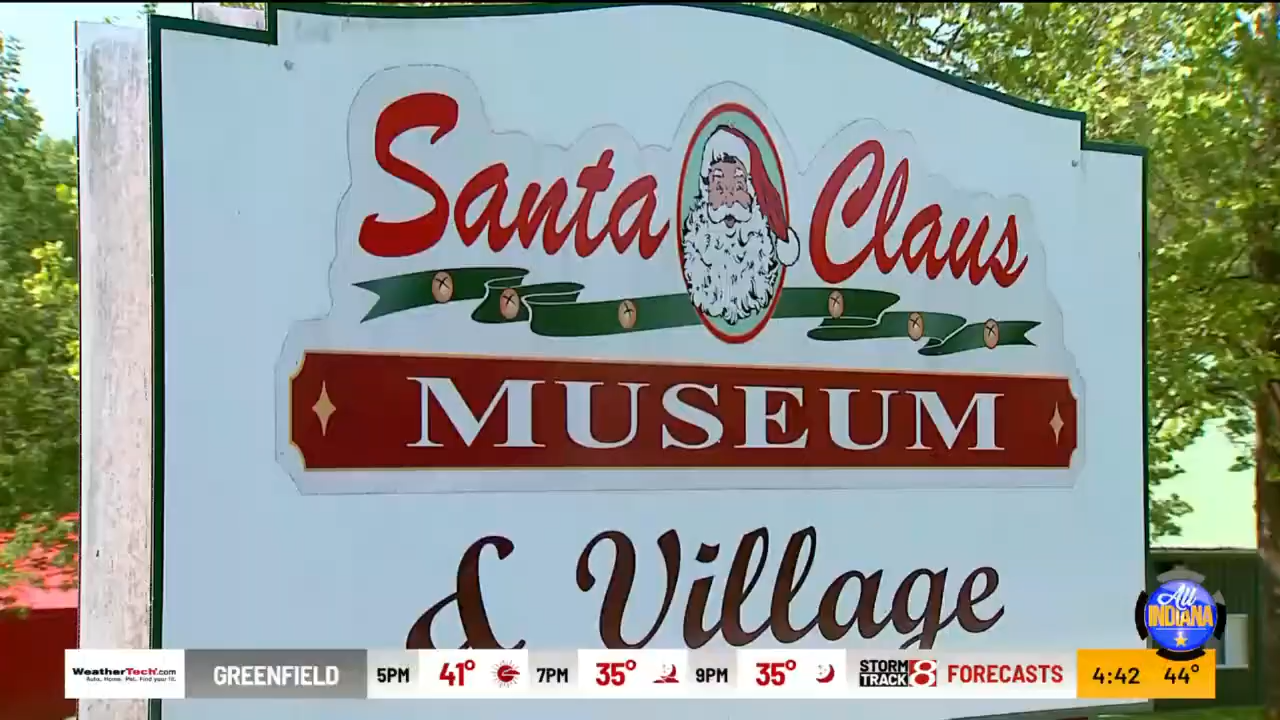 Santa Claus
MUSEUM
& Village
All
INDIANA
WeatherTech.com
Auto. Home. Pet. Find your fit.
GREENFIELD 5PM 41° 7PM 35° 9PM 35° STORM TRACK 8 FORECASTS 4:42 44°